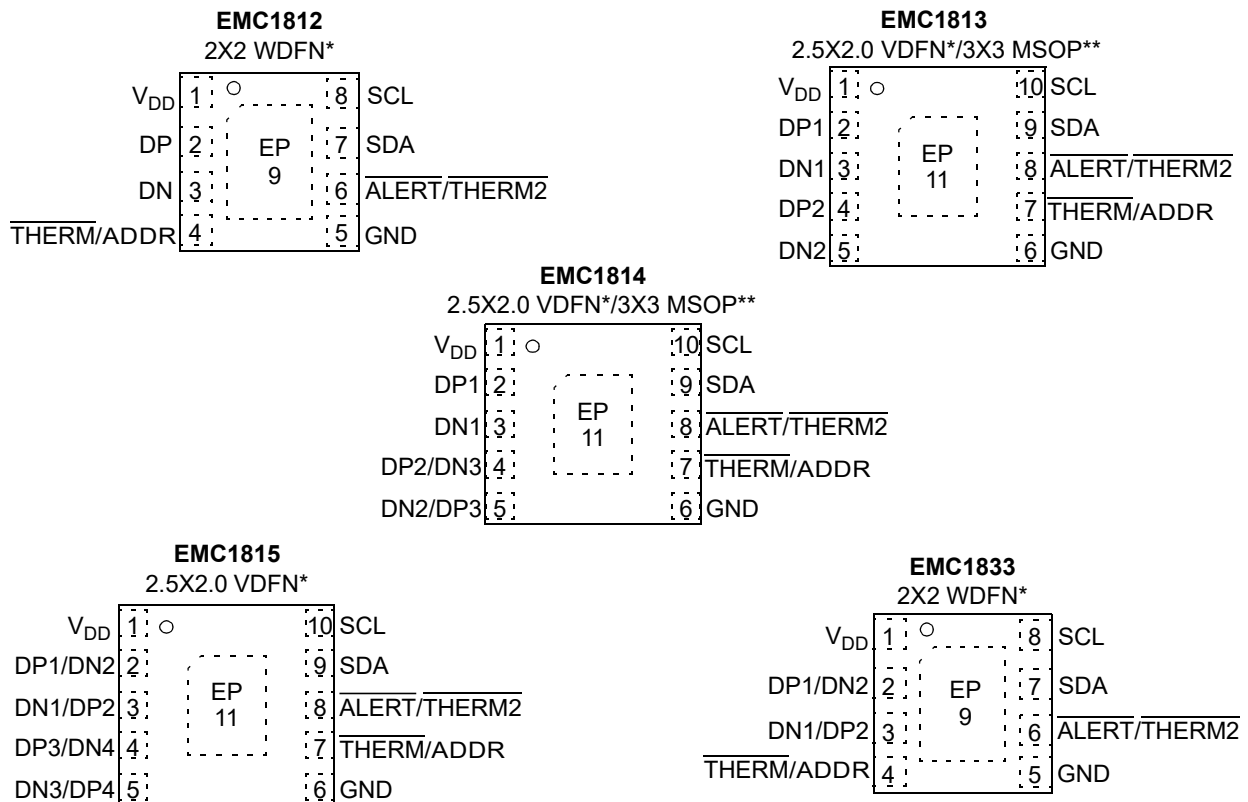 EMC1812
2X2 WDFN*
VDD 1 8 SCL
DP 2 EP 7 SDA
DN 3 9 6 ALERT/THERM2
THERM/ADDR 4 5 GND
EMC1813
2.5X2.0 VDFN*/3X3 MSOP**
VDD 1 10 SCL
DP1 2 9 SDA
DN1 3 EP 11 8 ALERT/THERM2
DP2 4 7 THERM/ADDR
DN2 5 6 GND
EMC1814
2.5X2.0 VDFN*/3X3 MSOP**
VDD 1 10 SCL
DP1 2 9 SDA
DN1 3 EP 11 8 ALERT/THERM2
DP2/DN3 4 7 THERM/ADDR
DN2/DP3 5 6 GND
EMC1815
2.5X2.0 VDFN*
VDD 1 10 SCL
DP1/DN2 2 9 SDA
DN1/DP2 3 EP 11 8 ALERT/THERM2
DP3/DN4 4 7 THERM/ADDR
DN3/DP4 5 6 GND
EMC1833
2X2 WDFN*
VDD 1 8 SCL
DP1/DN2 2 EP 7 SDA
DN1/DP2 3 9 6 ALERT/THERM2
THERM/ADDR 4 5 GND